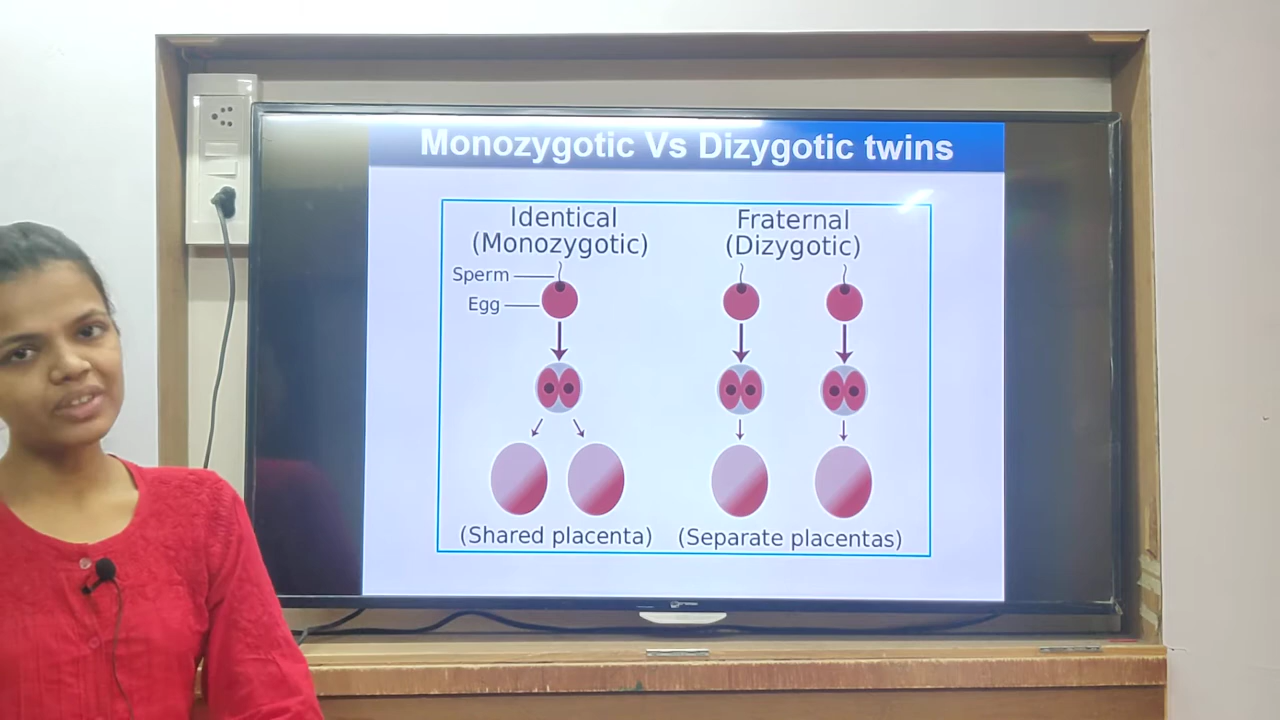 Monozygotic Vs Dizygotic twins
Identical
(Monozygotic)
Fraternal
(Dizygotic)
Sperm
Egg
(Shared placenta)
(Separate placentas)